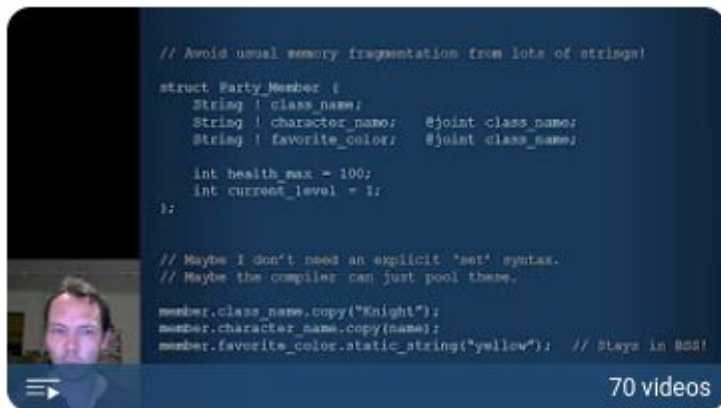 // Avoid usual memory fragmentation from lots of strings!
struct Party_Member {
String ! class_name;
String ! character_name; @joint class_name;
String ! favorite_color; @joint class_name;
int health_max = 100;
int current_level = 1;
};
// Maybe I don't need an explicit 'set' syntax.
// Maybe the compiler can just pool these.
member.class_name.copy("Knight");
member.character_name.copy(name);
member.favorite_color.static_string("yellow"); // Stays in BSS!
70 videos